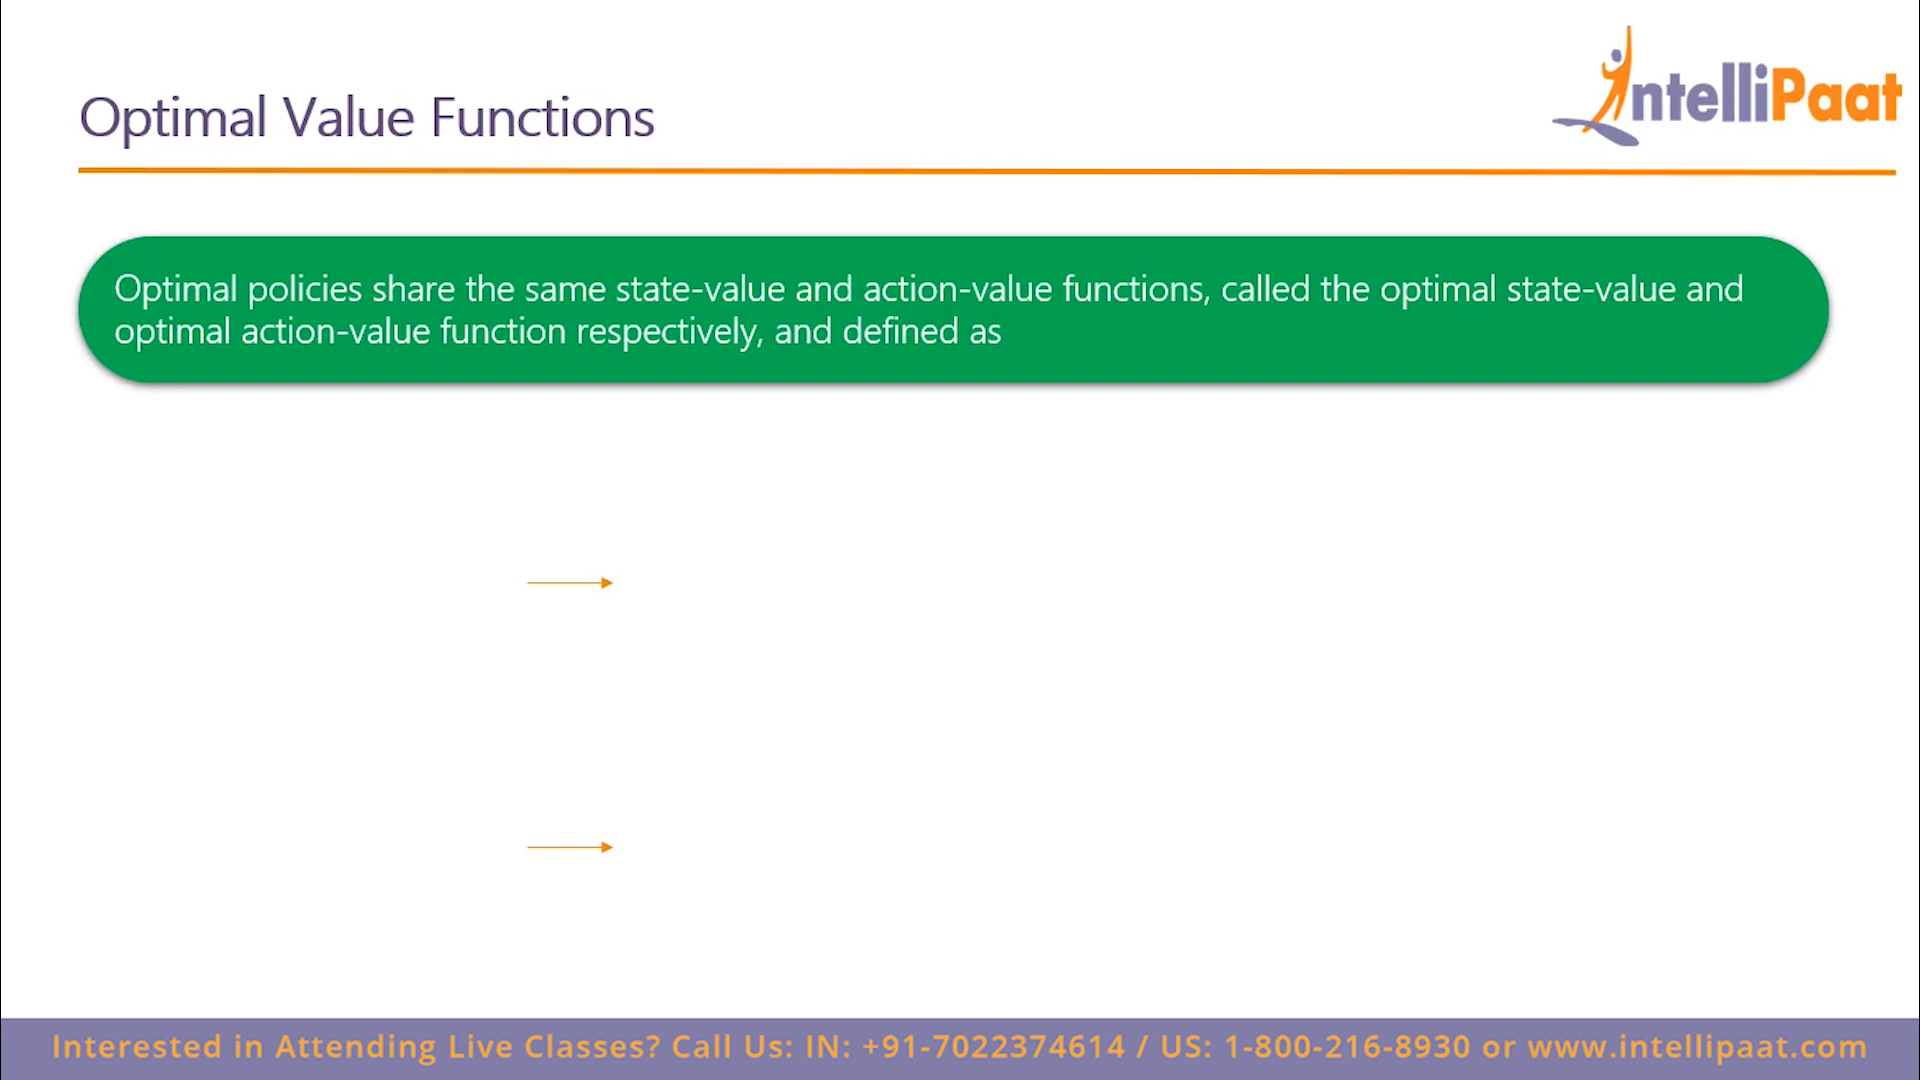 IntelliPaat
Optimal Value Functions
Optimal policies share the same state-value and action-value functions, called the optimal state-value and
optimal action-value function respectively, and defined as
Interested in Attending Live Classes? Call Us: IN: +91-7022374614 / US: 1-800-216-8930 or www.intellipaat.com